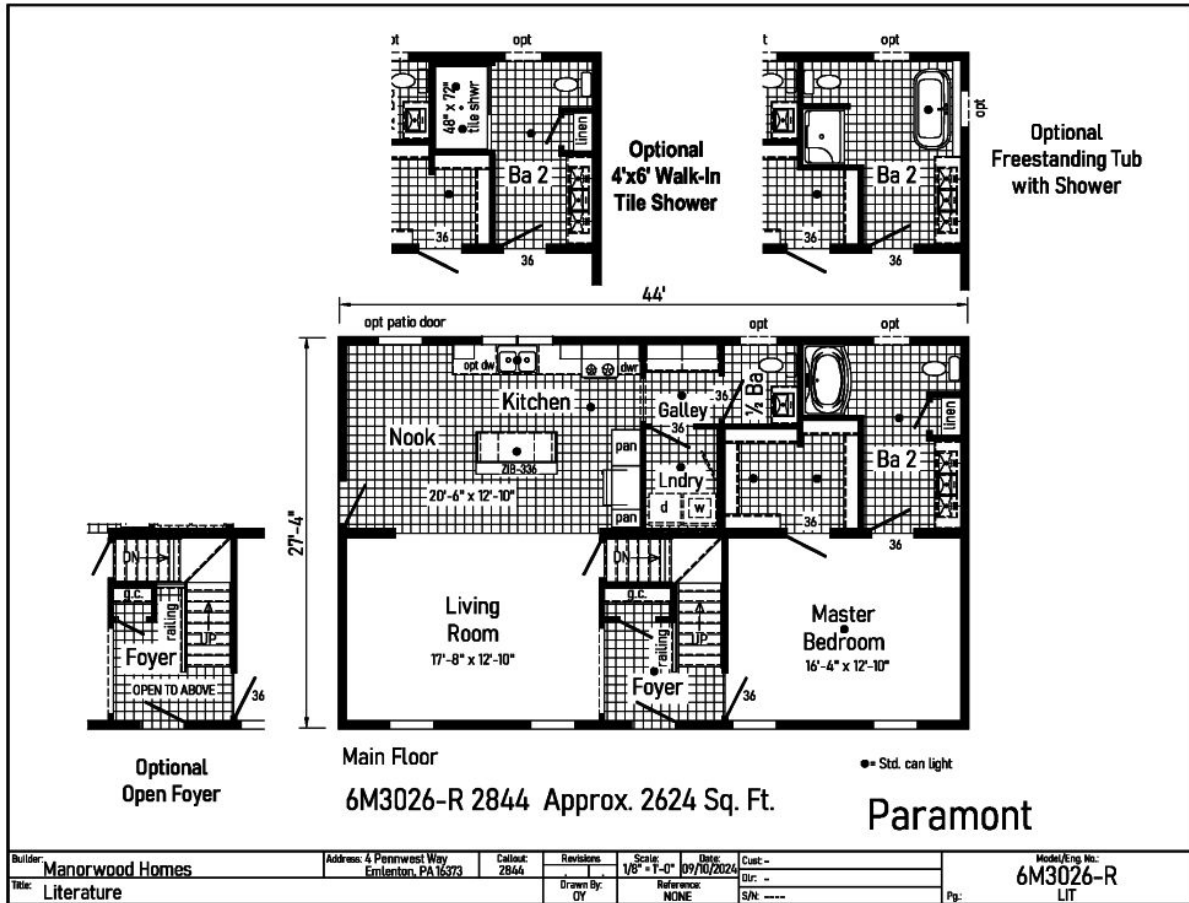 opt
opt
48" x 72"
tile shwr
linen
Ba 2
36
36
Optional
4'x6' Walk-In
Tile Shower
opt
opt
Ba 2
36
36
Optional
Freestanding Tub
with Shower
44'
27'-4"
opt patio door
opt
opt
opt dw
dwr
Kitchen
Nook
ZIB-336
20'-6" x 12'-10"
pan
pan
Galley
36
36
½ Ba
Lndry
d
w
linen
Ba 2
36
36
DN
g.c.
railing
UP
Foyer
OPEN TO ABOVE
36
Optional
Open Foyer
Living
Room
17'-8" x 12'-10"
DN
g.c.
railing
UP
Foyer
36
Master
Bedroom
16'-4" x 12'-10"
Main Floor
= Std. can light
6M3026-R 2844 Approx. 2624 Sq. Ft.
Paramont
Builder: Manorwood Homes
Address: 4 Pennwest Way
Emlenton, PA 16373
Callout:
2844
Revisions
Scale:
1/8" = 1'-0"
Date:
09/10/2024
Cust: -
Dlr: -
S/N: ----
Model/Eng. No.:
6M3026-R
Title: Literature
Drawn By:
OY
Reference:
NONE
Pg.: LIT